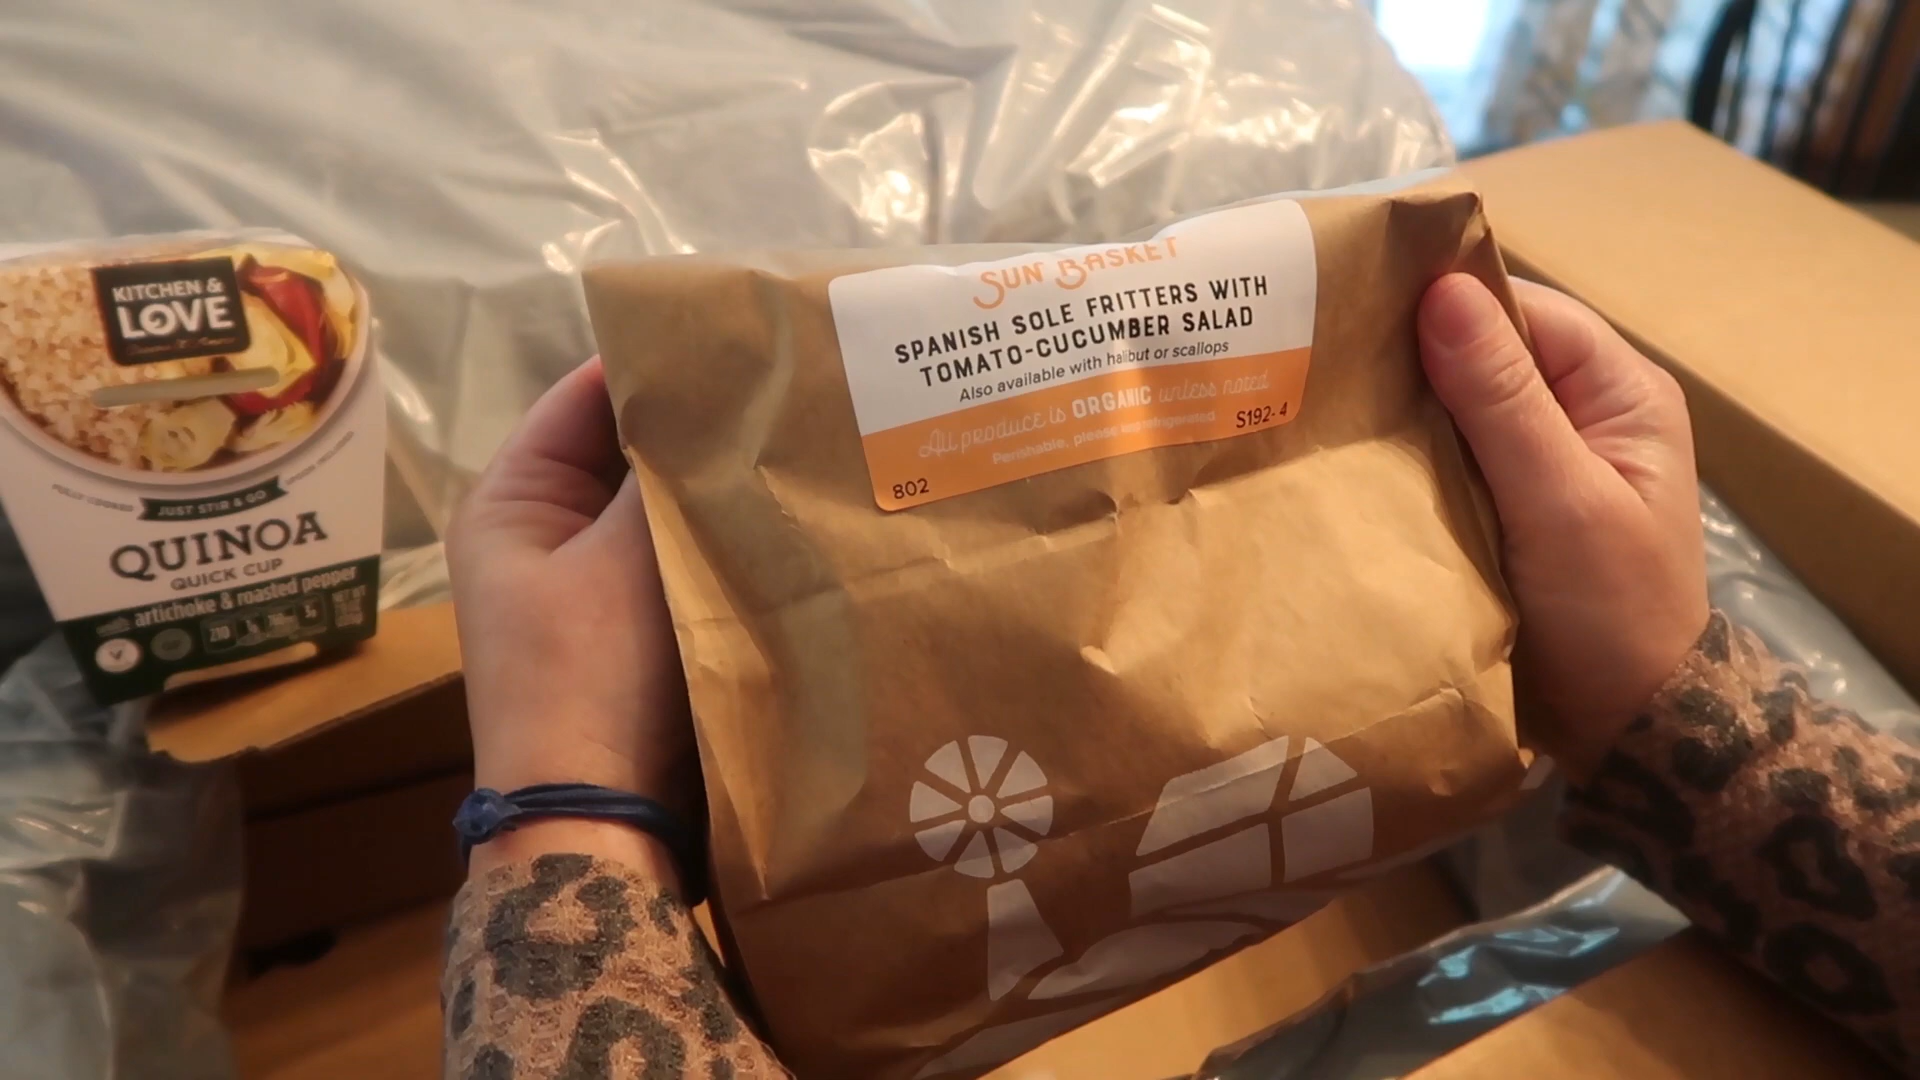 KITCHEN &
LOVE
JUST STIR & GO
QUINOA
QUICK CUP
with artichoke & roasted pepper
V
SUN BASKET
SPANISH SOLE FRITTERS WITH
TOMATO-CUCUMBER SALAD
Also available with halibut or scallops
All produce is ORGANIC unless noted
Perishable, please keep refrigerated
S192-4
802